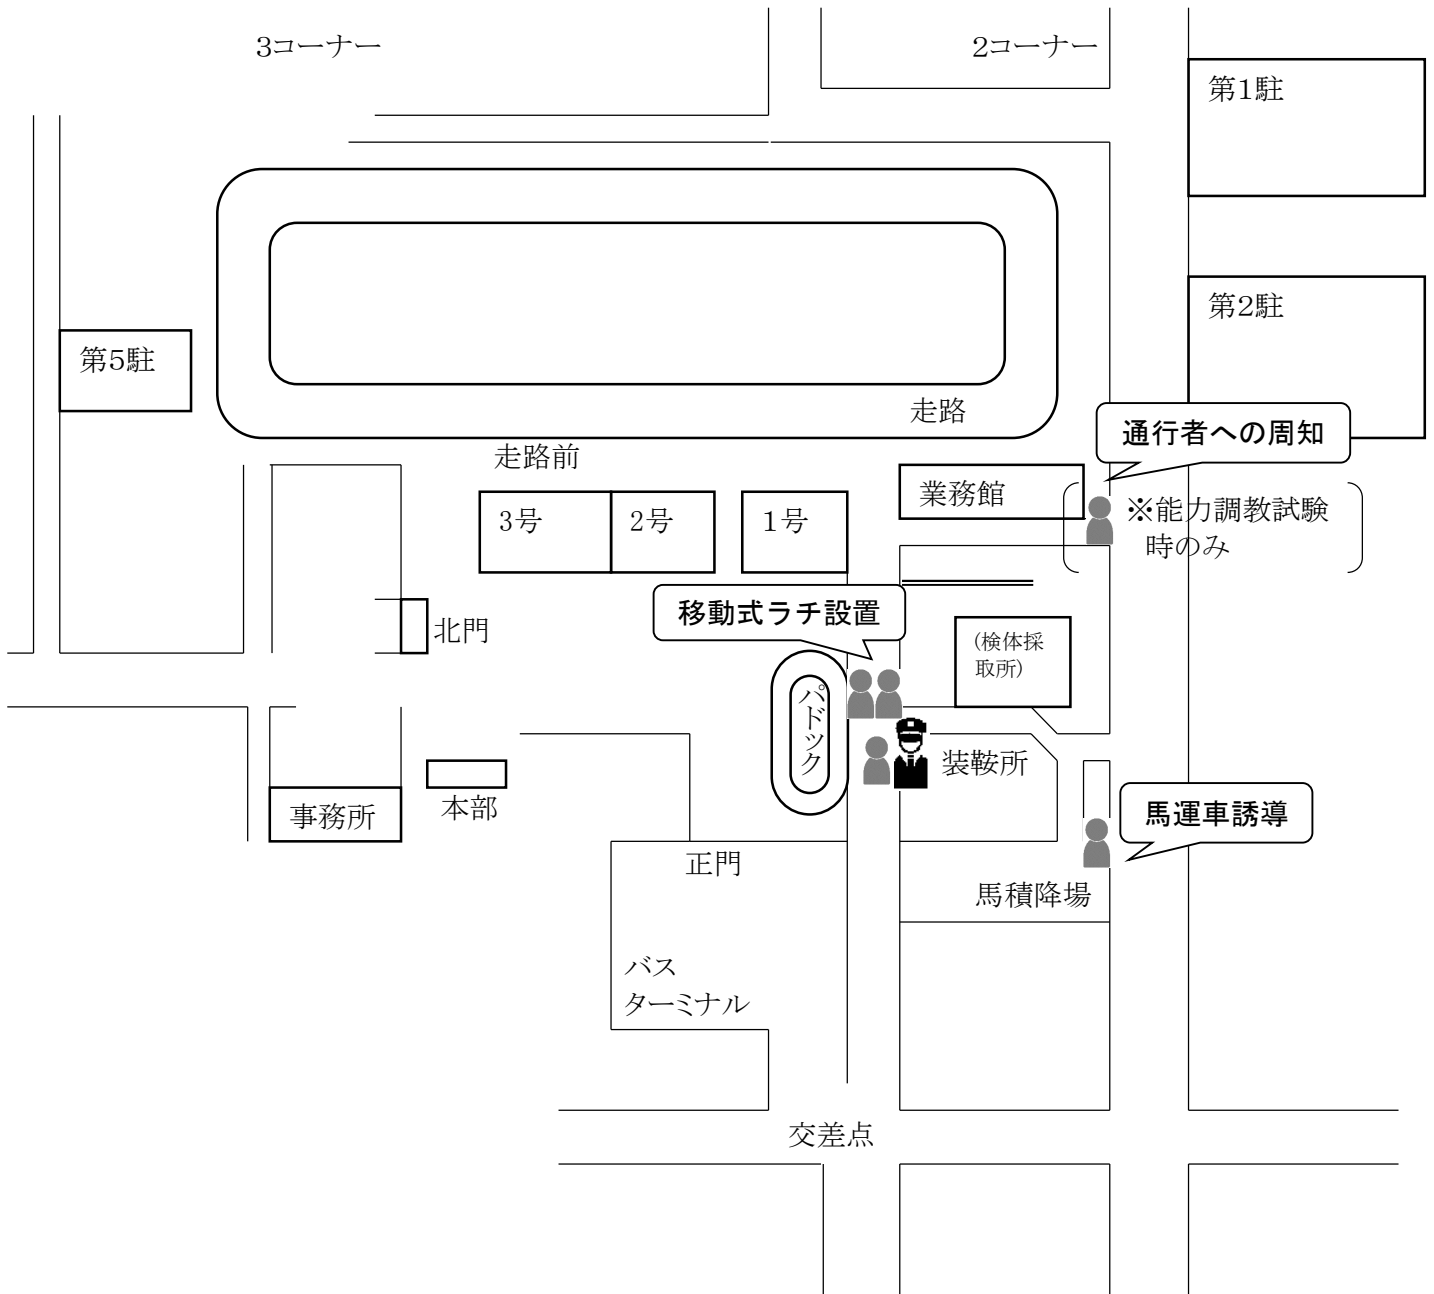 3コーナー
2コーナー
第1駐
第2駐
第5駐
走路
通行者への周知
走路前
業務館
※能力調教試験
時のみ
3号
2号
1号
移動式ラチ設置
北門
(検体採
取所)
パドック
装鞍所
本部
事務所
馬運車誘導
正門
馬積降場
バス
ターミナル
交差点